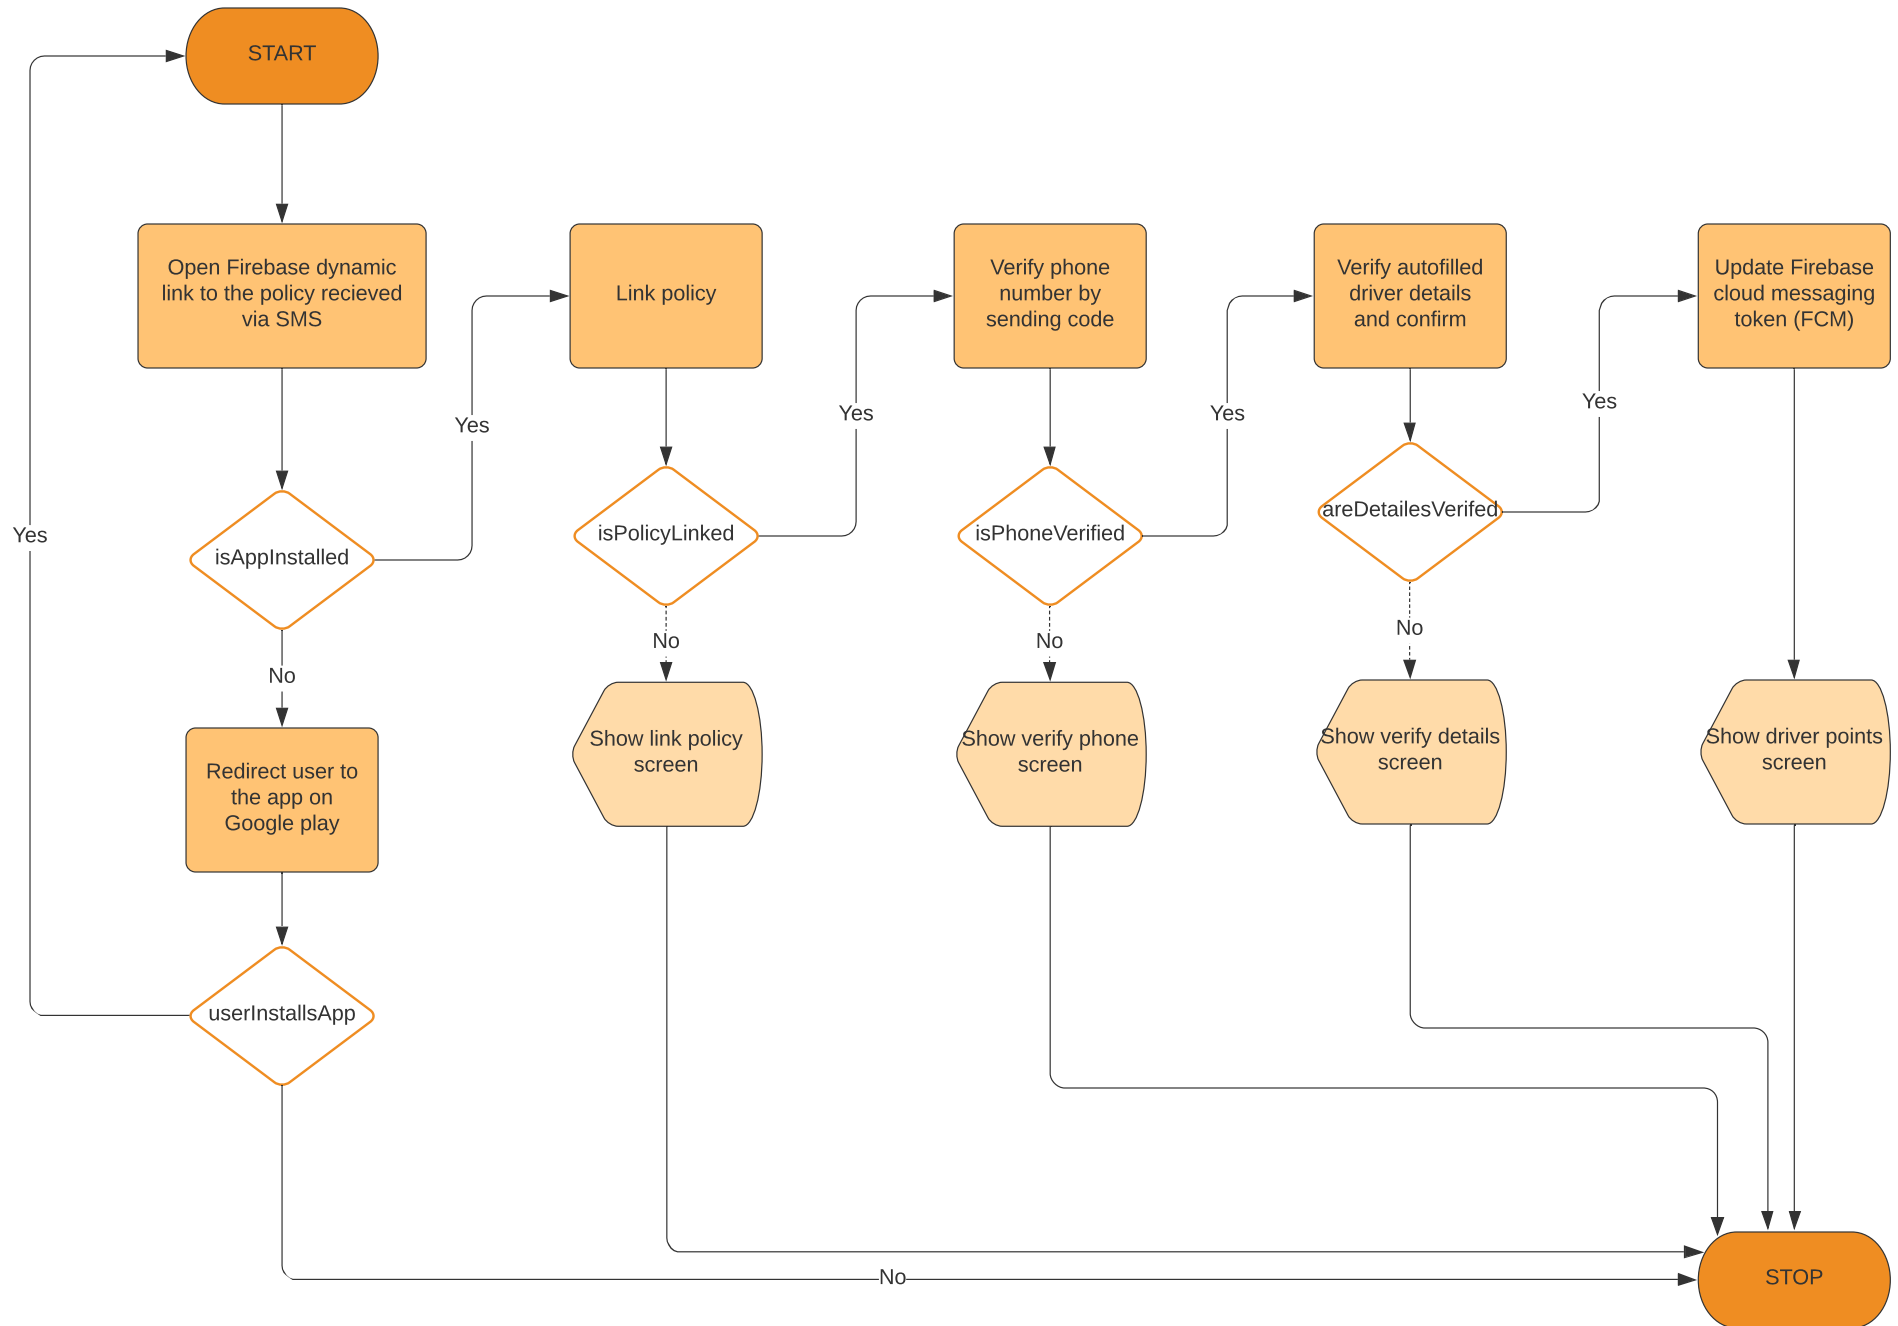 START
Open Firebase dynamic
link to the policy recieved
via SMS
Link policy
Verify phone
number by
sending code
Verify autofilled
driver details
and confirm
Update Firebase
cloud messaging
token (FCM)
Yes
Yes
Yes
Yes
Yes
isAppInstalled
isPolicyLinked
isPhoneVerified
areDetailesVerifed
No
No
No
No
Redirect user to
the app on
Google play
Show link policy
screen
Show verify phone
screen
Show verify details
screen
Show driver points
screen
userInstallsApp
No
STOP